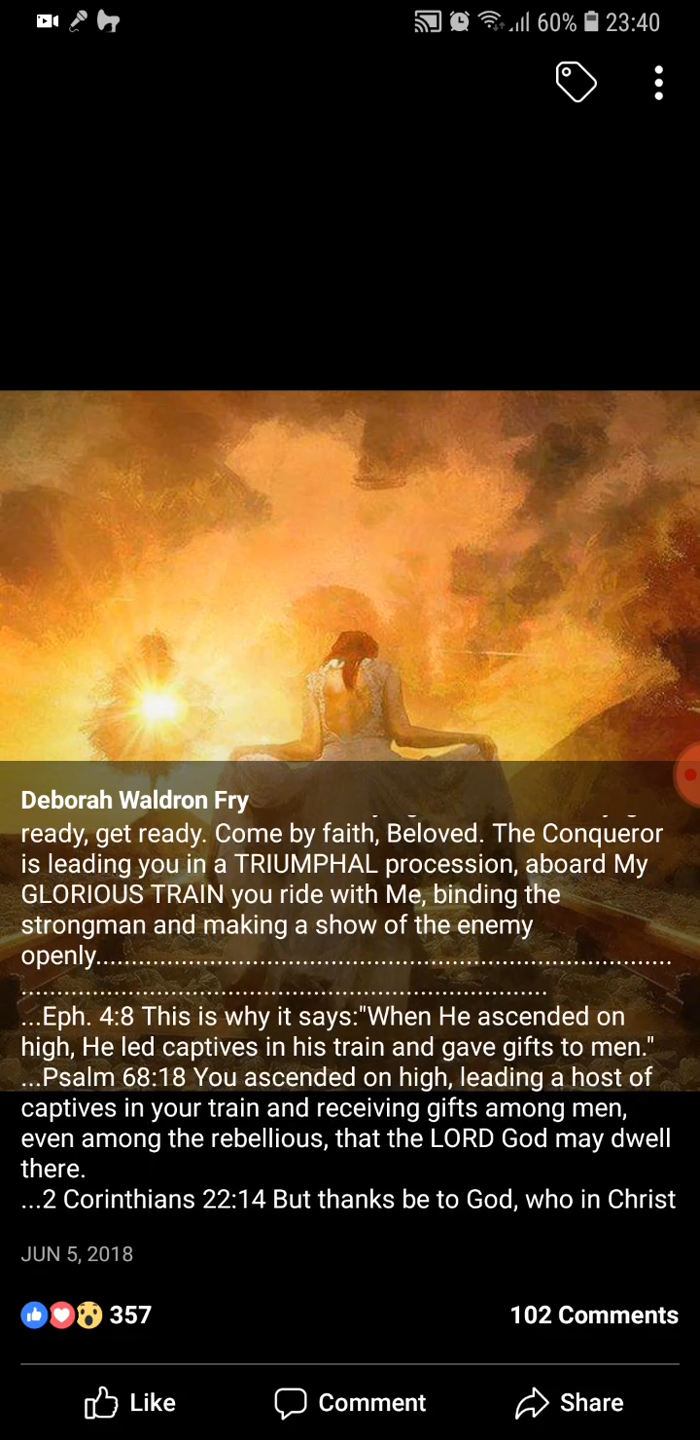 60% 23:40
Deborah Waldron Fry
ready, get ready. Come by faith, Beloved. The Conqueror
is leading you in a TRIUMPHAL procession, aboard My
GLORIOUS TRAIN you ride with Me, binding the
strongman and making a show of the enemy
openly.................................................................................
..........................................................................
...Eph. 4:8 This is why it says:"When He ascended on
high, He led captives in his train and gave gifts to men."
...Psalm 68:18 You ascended on high, leading a host of
captives in your train and receiving gifts among men,
even among the rebellious, that the LORD God may dwell
there.
...2 Corinthians 22:14 But thanks be to God, who in Christ
JUN 5, 2018
357 102 Comments
Like Comment Share